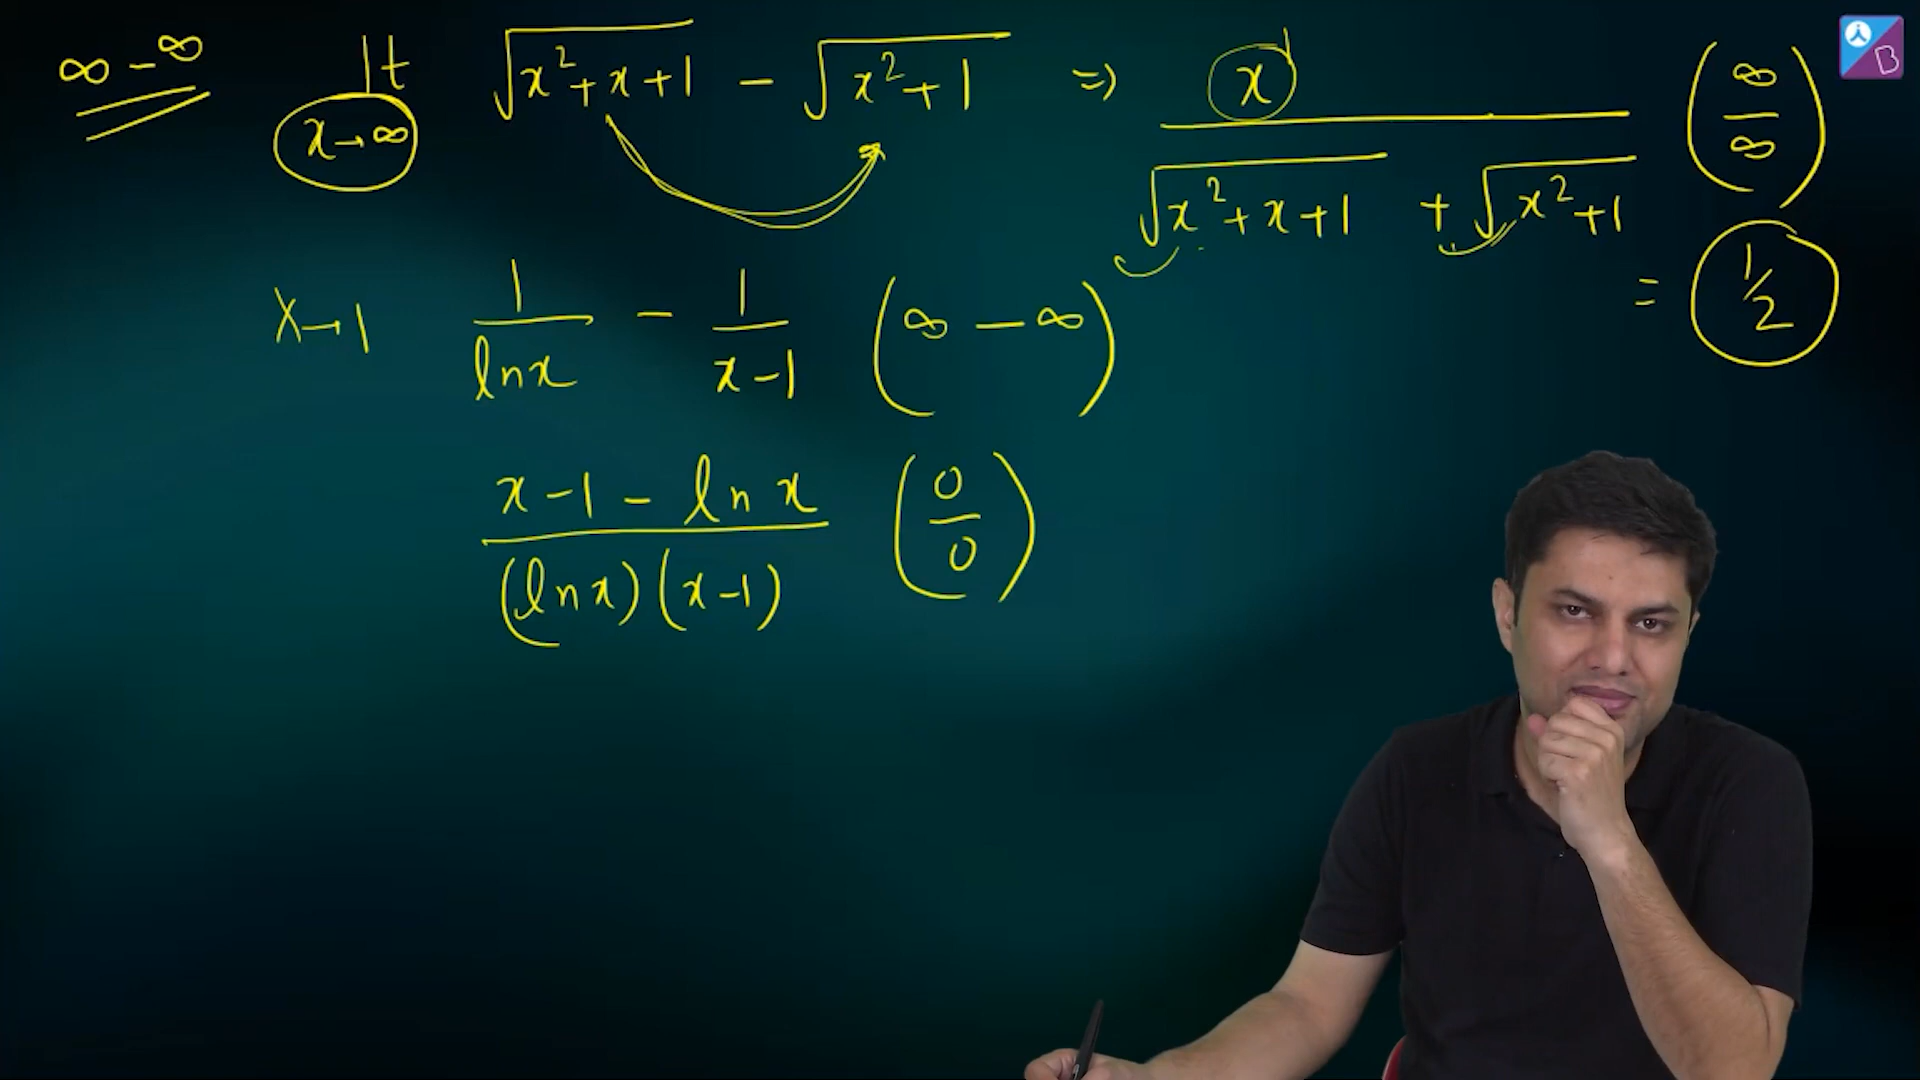 ∞ - ∞
lt x→∞ √(x²+x+1) - √(x²+1) ⇒ x / (√(x²+x+1) + √(x²+1)) (∞/∞)
= 1/2
x→1 1/ln x - 1/(x-1) (∞ - ∞)
(x-1 - ln x) / ((ln x)(x-1)) (0/0)
B